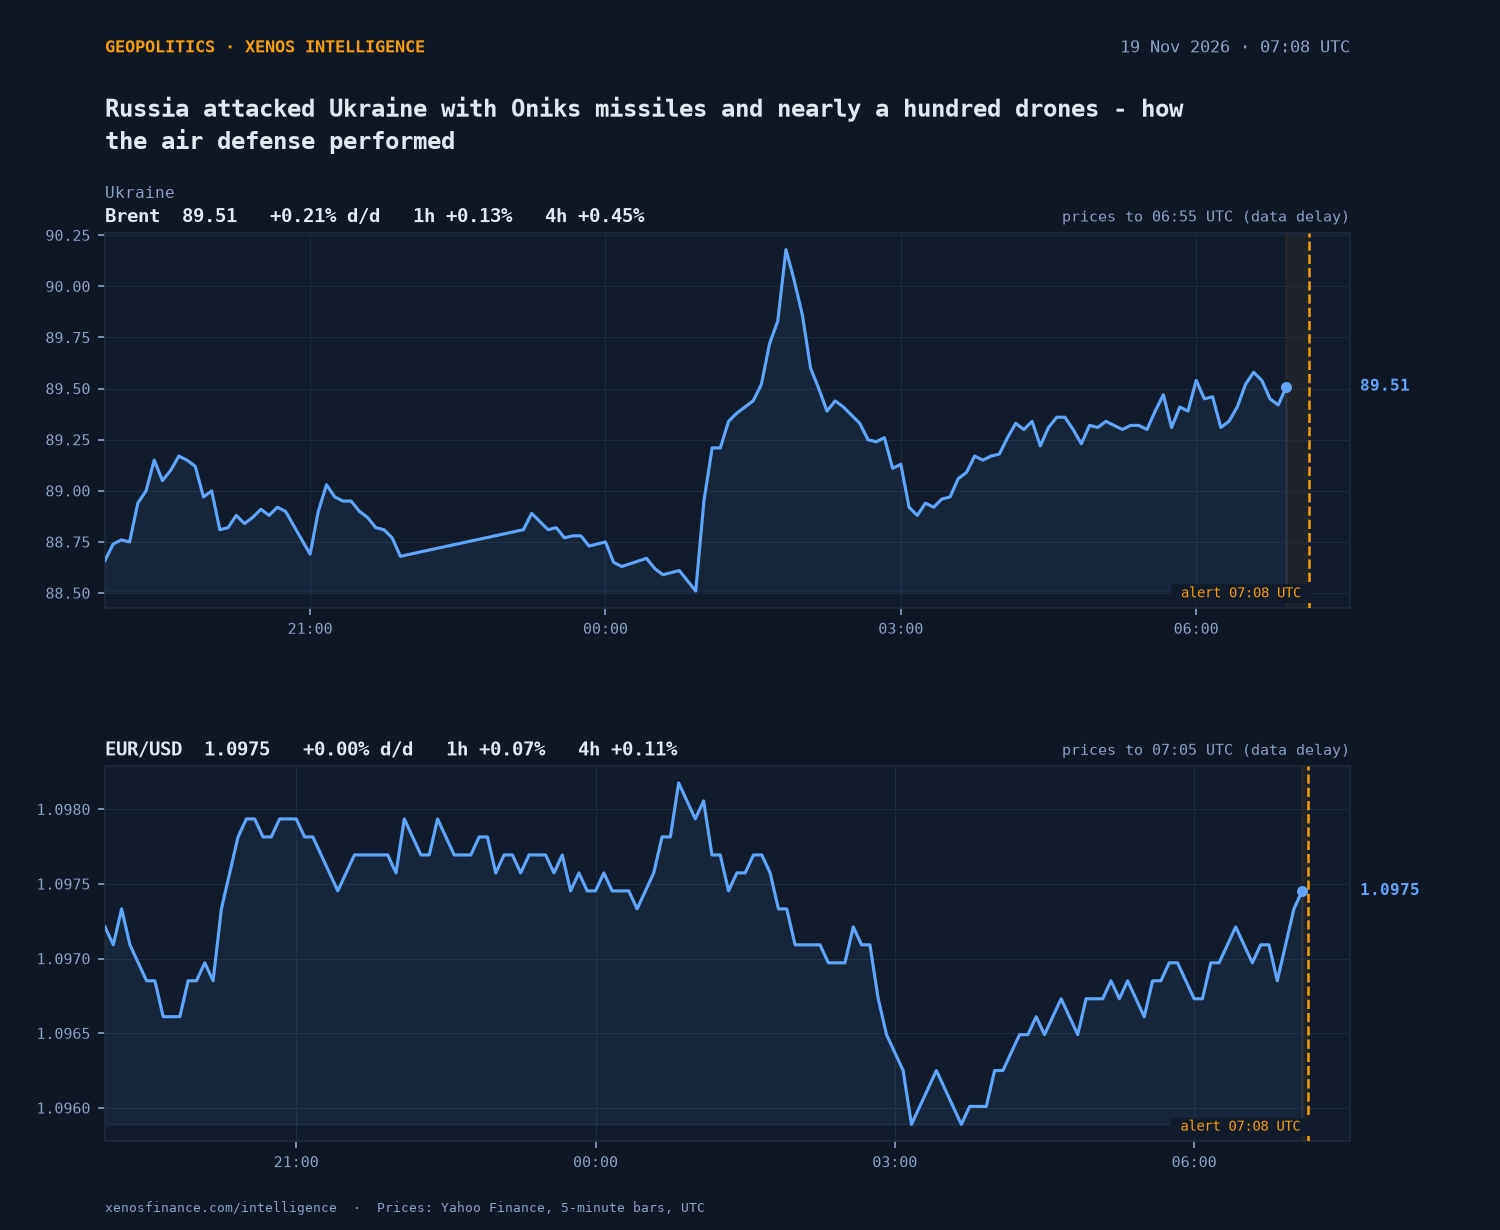 GEOPOLITICS · XENOS INTELLIGENCE
19 Nov 2026 · 07:08 UTC
Russia attacked Ukraine with Oniks missiles and nearly a hundred drones - how
the air defense performed
Ukraine
Brent 89.51 +0.21% d/d 1h +0.13% 4h +0.45%
prices to 06:55 UTC (data delay)
90.25
90.00
89.75
89.50
89.25
89.00
88.75
88.50
89.51
alert 07:08 UTC
21:00
00:00
03:00
06:00
EUR/USD 1.0975 +0.00% d/d 1h +0.07% 4h +0.11%
prices to 07:05 UTC (data delay)
1.0980
1.0975
1.0970
1.0965
1.0960
1.0975
alert 07:08 UTC
21:00
00:00
03:00
06:00
xenosfinance.com/intelligence · Prices: Yahoo Finance, 5-minute bars, UTC